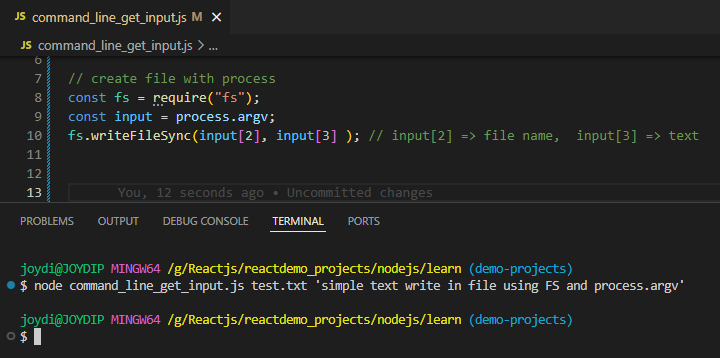 JS command_line_get_input.js M ×
JS command_line_get_input.js > ...
6
7 // create file with process
8 const fs = require("fs");
9 const input = process.argv;
10 fs.writeFileSync(input[2], input[3] ); // input[2] => file name,  input[3] => text
11
12
13 You, 12 seconds ago • Uncommitted changes
PROBLEMS OUTPUT DEBUG CONSOLE TERMINAL PORTS
joydi@JOYDIP MINGW64 /g/Reactjs/reactdemo_projects/nodejs/learn (demo-projects)
$ node command_line_get_input.js test.txt 'simple text write in file using FS and process.argv'
joydi@JOYDIP MINGW64 /g/Reactjs/reactdemo_projects/nodejs/learn (demo-projects)
$